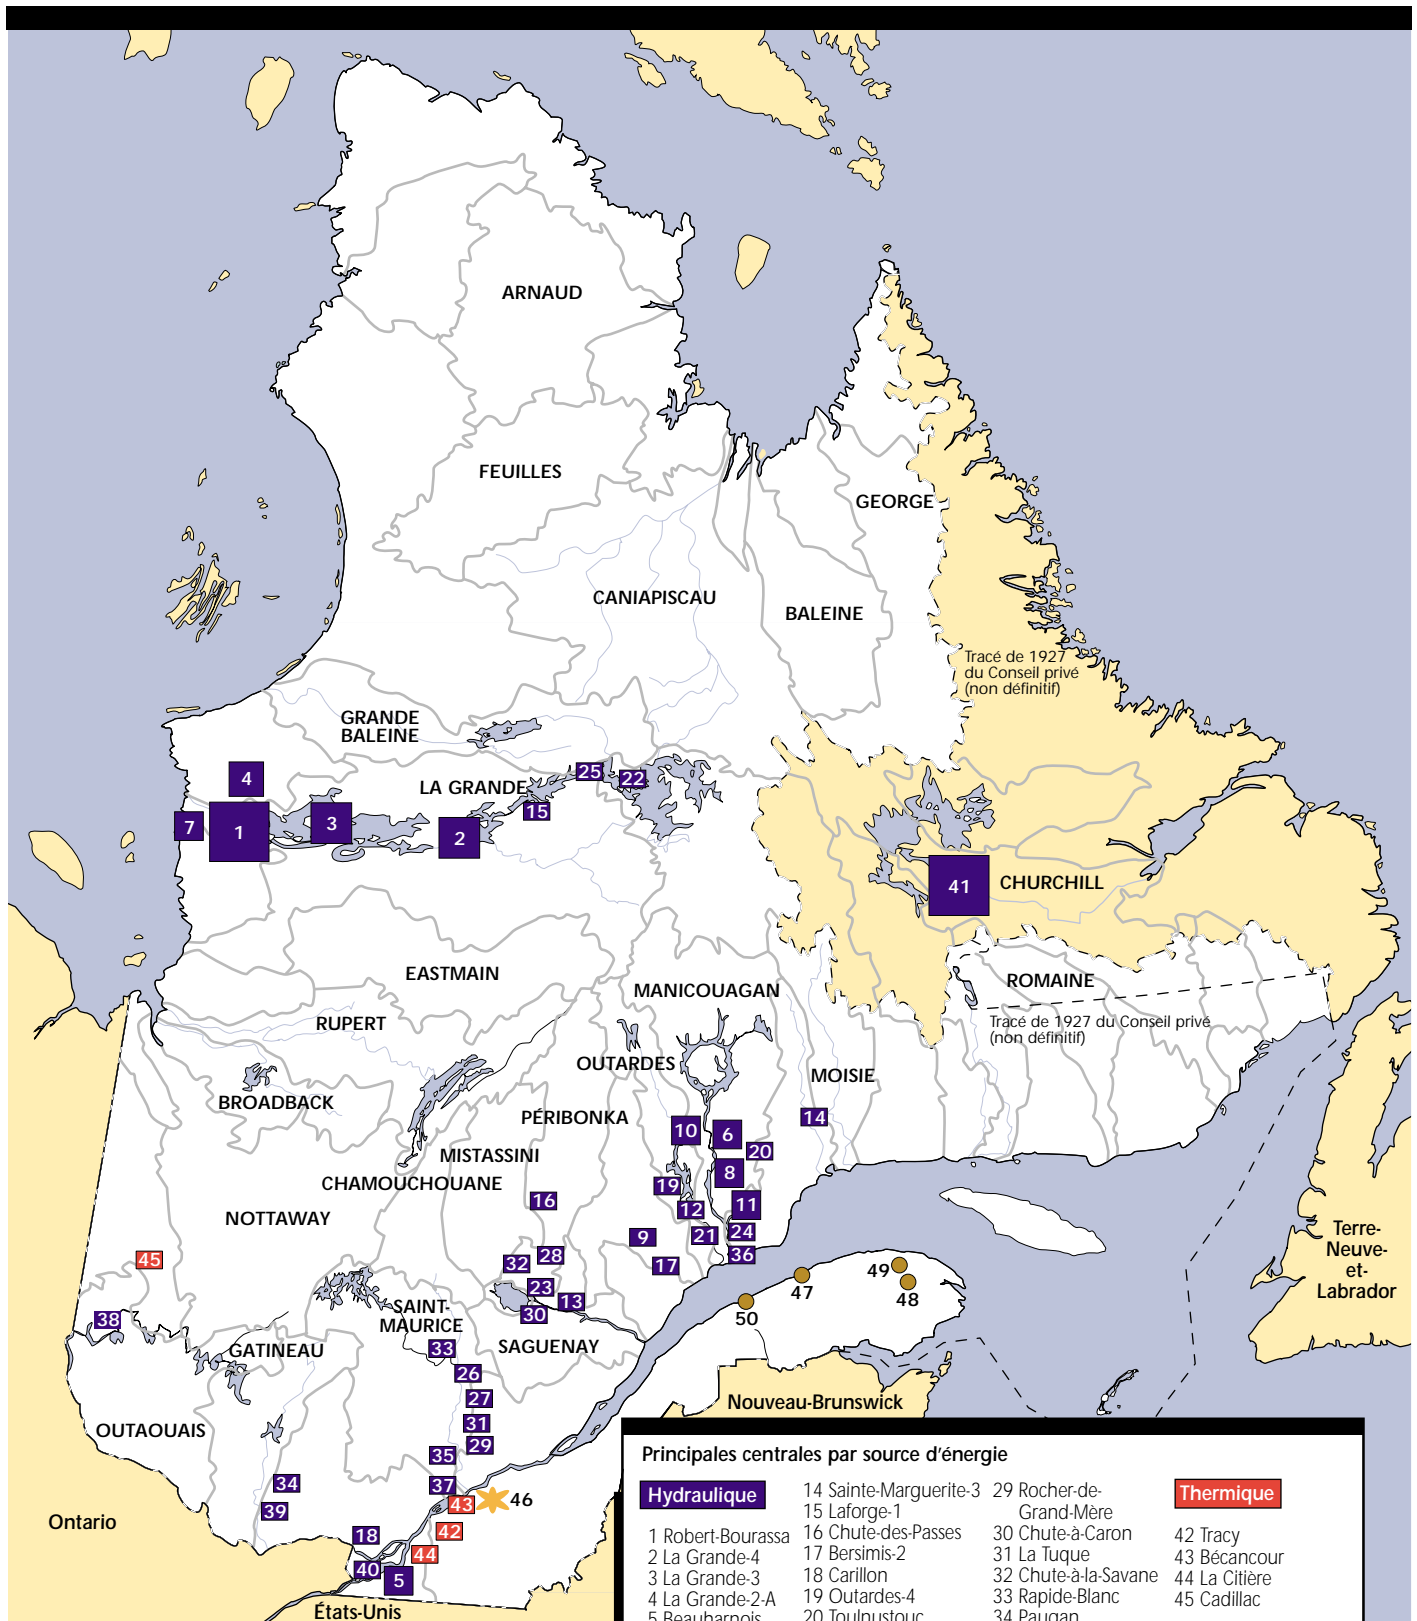 ARNAUD
FEUILLES
GEORGE
CANIAPISCAU
BALEINE
Tracé de 1927
du Conseil privé
(non définitif)
GRANDE
BALEINE
4
LA GRANDE
25
22
15
7
1
3
2
41
CHURCHILL
EASTMAIN
MANICOUAGAN
ROMAINE
RUPERT
Tracé de 1927 du Conseil privé
(non définitif)
OUTARDES
MOISIE
BROADBACK
PÉRIBONKA
14
10
6
MISTASSINI
20
8
CHAMOUCHOUANE
19
16
11
12
NOTTAWAY
9
21
24
45
32
28
17
36
49
47
48
23
13
50
30
38
SAINT-
MAURICE
GATINEAU
33
SAGUENAY
26
27
Nouveau-Brunswick
31
OUTAOUAIS
29
35
34
37
39
43
46
42
18
44
40
5
Ontario
États-Unis
Terre-
Neuve-
et-
Labrador
Principales centrales par source d'énergie
Hydraulique
1 Robert-Bourassa
2 La Grande-4
3 La Grande-3
4 La Grande-2-A
5 Beauharnois
14 Sainte-Marguerite-3
15 Laforge-1
16 Chute-des-Passes
17 Bersimis-2
18 Carillon
19 Outardes-4
20 Toulnustouc
29 Rocher-de-
Grand-Mère
30 Chute-à-Caron
31 La Tuque
32 Chute-à-la-Savane
33 Rapide-Blanc
34 Paugan
Thermique
42 Tracy
43 Bécancour
44 La Citière
45 Cadillac